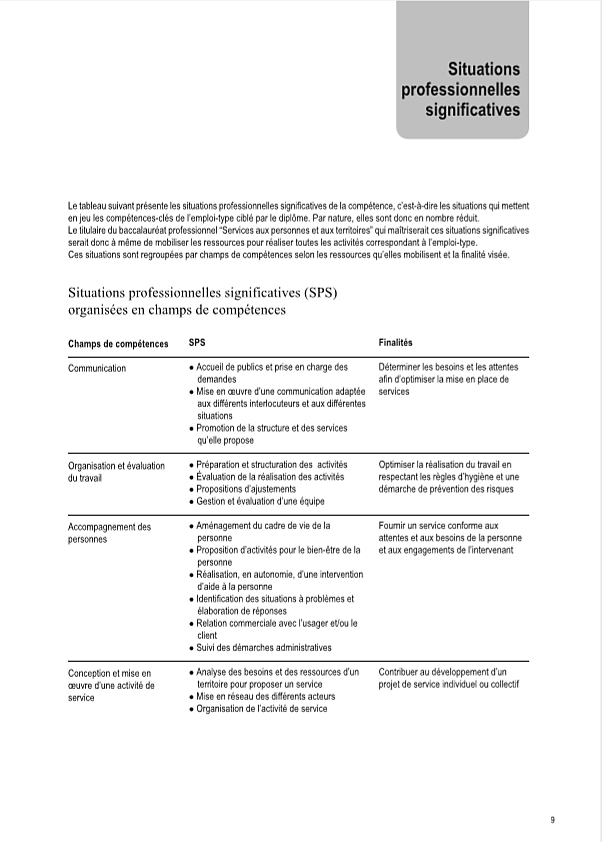 Situations
professionnelles
significatives
Le tableau suivant présente les situations professionnelles significatives de la compétence, c'est-à-dire les situations qui mettent
en jeu les compétences-clés de l'emploi-type ciblé par le diplôme. Par nature, elles sont donc en nombre réduit.
Le titulaire du baccalauréat professionnel "Services aux personnes et aux territoires" qui maîtriserait ces situations significatives
serait donc à même de mobiliser les ressources pour réaliser toutes les activités correspondant à l'emploi-type.
Ces situations sont regroupées par champs de compétences selon les ressources qu'elles mobilisent et la finalité visée.
Situations professionnelles significatives (SPS)
organisées en champs de compétences
Champs de compétences SPS Finalités
Communication
● Accueil de publics et prise en charge des
demandes
● Mise en œuvre d'une communication adaptée
aux différents interlocuteurs et aux différentes
situations
● Promotion de la structure et des services
qu'elle propose
Déterminer les besoins et les attentes
afin d'optimiser la mise en place de
services
Organisation et évaluation
du travail
● Préparation et structuration des activités
● Évaluation de la réalisation des activités
● Propositions d'ajustements
● Gestion et évaluation d'une équipe
Optimiser la réalisation du travail en
respectant les règles d'hygiène et une
démarche de prévention des risques
Accompagnement des
personnes
● Aménagement du cadre de vie de la
personne
● Proposition d'activités pour le bien-être de la
personne
● Réalisation, en autonomie, d'une intervention
d'aide à la personne
● Identification des situations à problèmes et
élaboration de réponses
● Relation commerciale avec l'usager et/ou le
client
● Suivi des démarches administratives
Fournir un service conforme aux
attentes et aux besoins de la personne
et aux engagements de l'intervenant
Conception et mise en
œuvre d'une activité de
service
● Analyse des besoins et des ressources d'un
territoire pour proposer un service
● Mise en réseau des différents acteurs
● Organisation de l'activité de service
Contribuer au développement d'un
projet de service individuel ou collectif
9